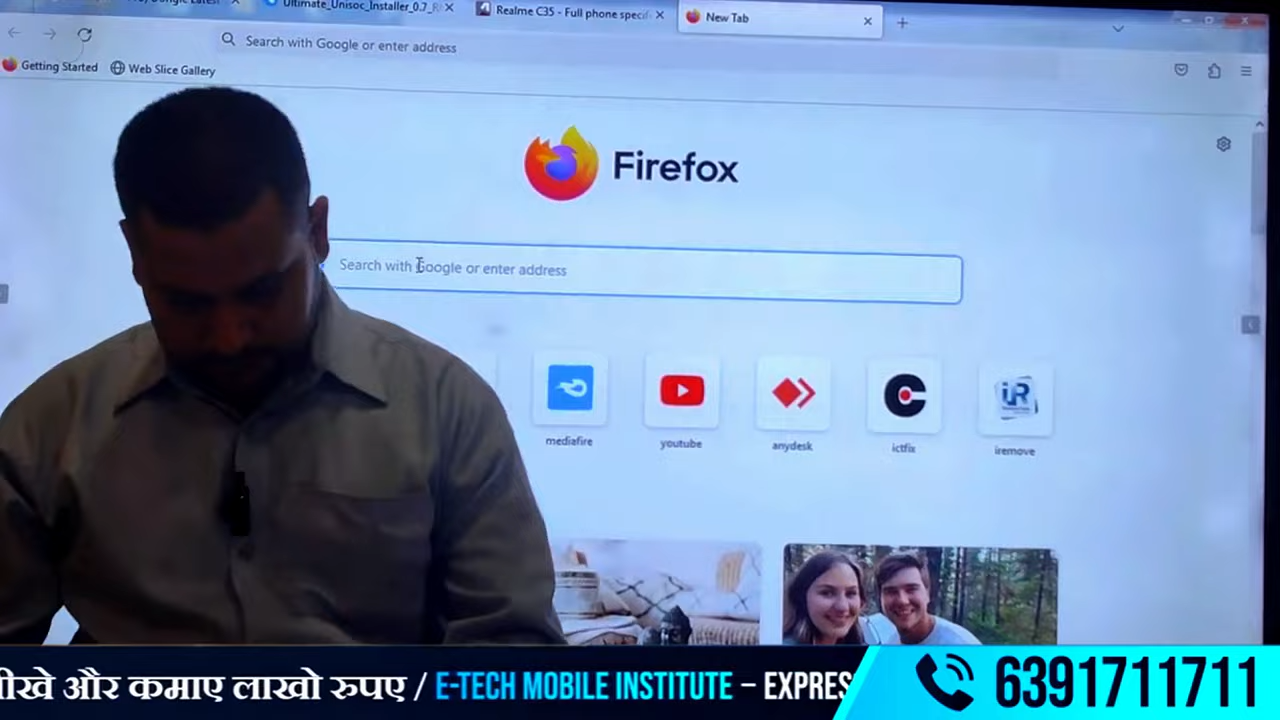 Ultimate_Unisoc_Installer_0.7_R
Realme C35 - Full phone specifi
New Tab
Search with Google or enter address
Getting Started
Web Slice Gallery
Firefox
Search with Google or enter address
mediafire
youtube
anydesk
ictfix
iremove
और कमाए लाखो रुपए / E-TECH MOBILE INSTITUTE – EXPRES
6391711711